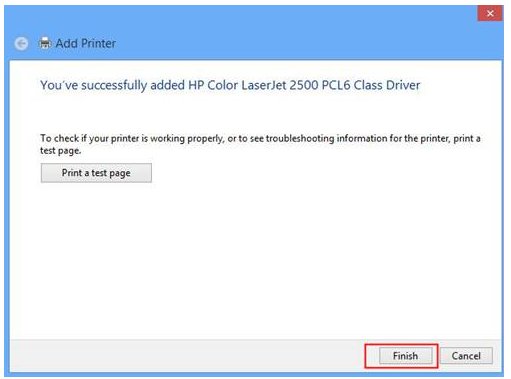 Add Printer
You've successfully added HP Color LaserJet 2500 PCL6 Class Driver
To check if your printer is working properly, or to see troubleshooting information for the printer, print a
test page.
Print a test page
Finish
Cancel